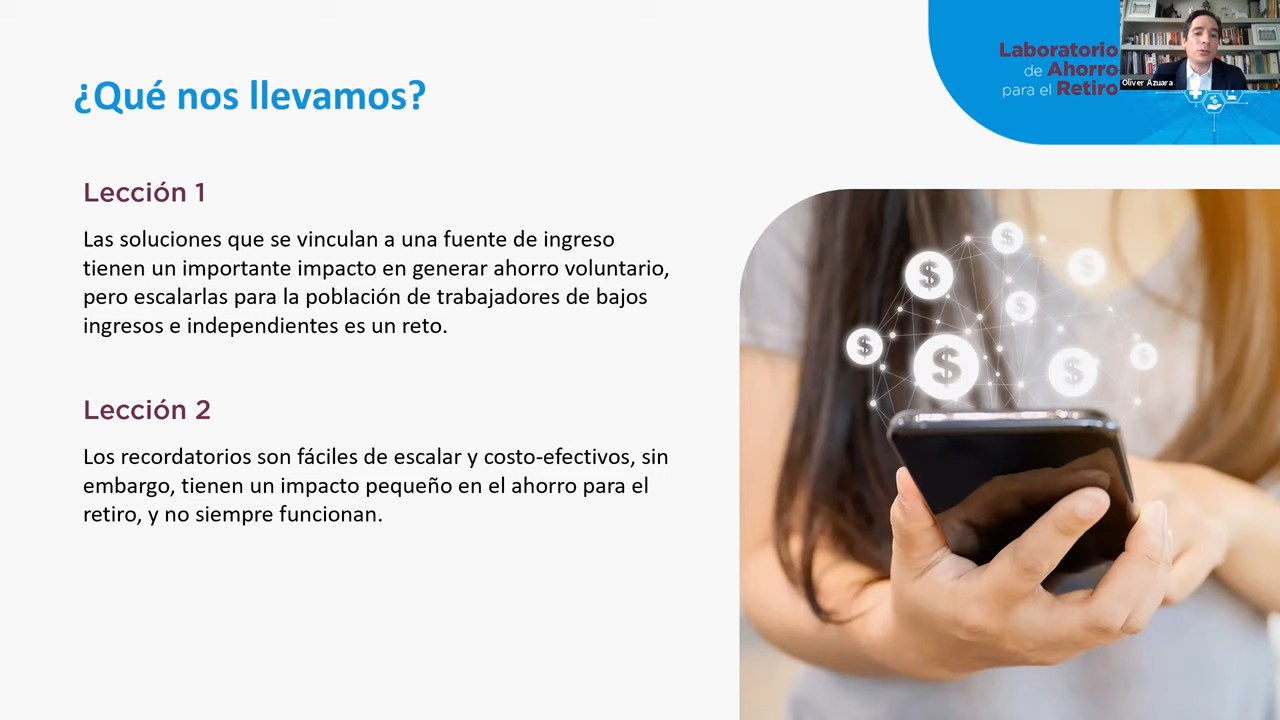 ¿Qué nos llevamos?
Laboratorio
de Ahorro
para el Retiro
Oliver Azuara
Lección 1
Las soluciones que se vinculan a una fuente de ingreso
tienen un importante impacto en generar ahorro voluntario,
pero escalarlas para la población de trabajadores de bajos
ingresos e independientes es un reto.
Lección 2
Los recordatorios son fáciles de escalar y costo-efectivos, sin
embargo, tienen un impacto pequeño en el ahorro para el
retiro, y no siempre funcionan.
$
$
$
$
$
$
$
$